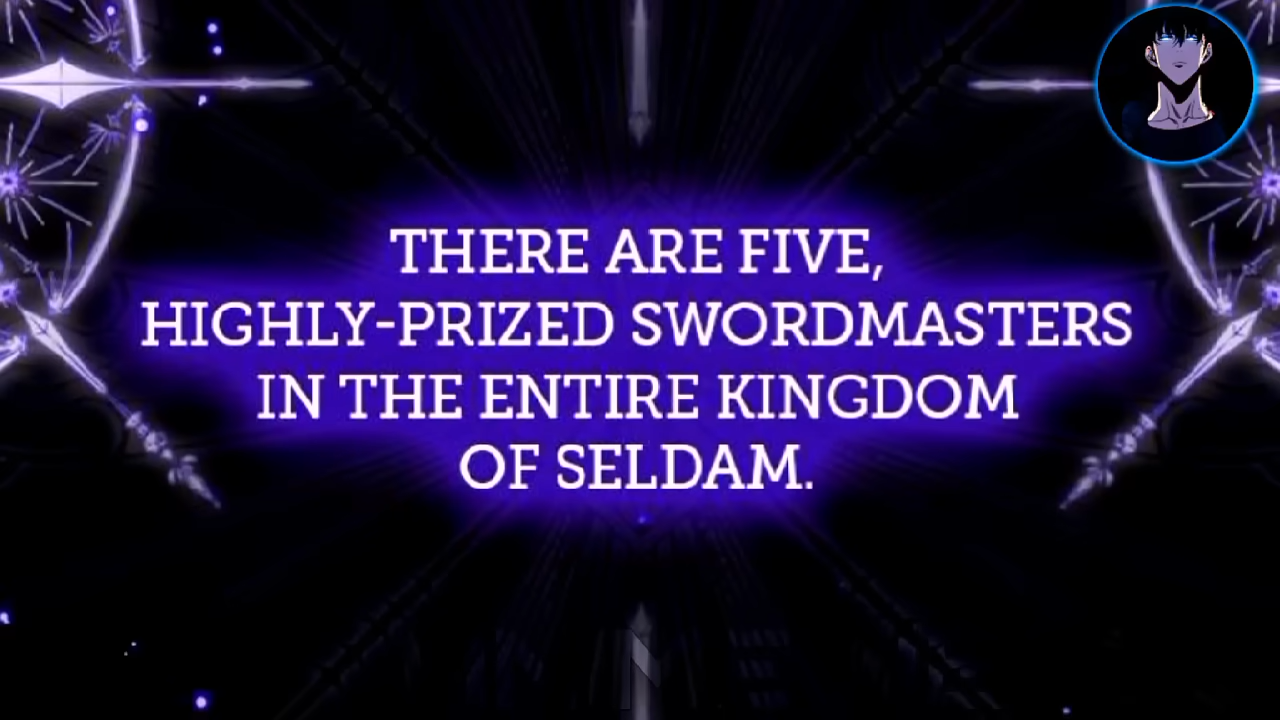 THERE ARE FIVE,
HIGHLY-PRIZED SWORDMASTERS
IN THE ENTIRE KINGDOM
OF SELDAM.